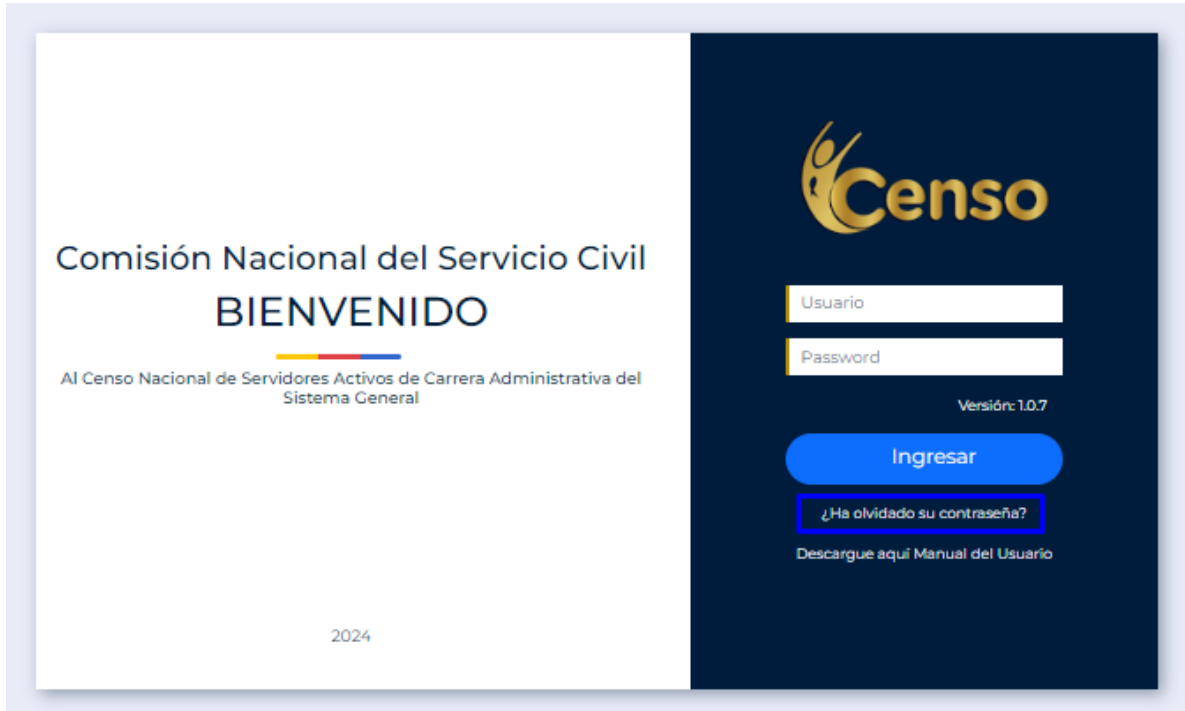 Comisión Nacional del Servicio Civil
BIENVENIDO
Al Censo Nacional de Servidores Activos de Carrera Administrativa del
Sistema General
2024
Censo
Usuario
Password
Versión: 1.0.7
Ingresar
¿Ha olvidado su contraseña?
Descargue aquí Manual del Usuario